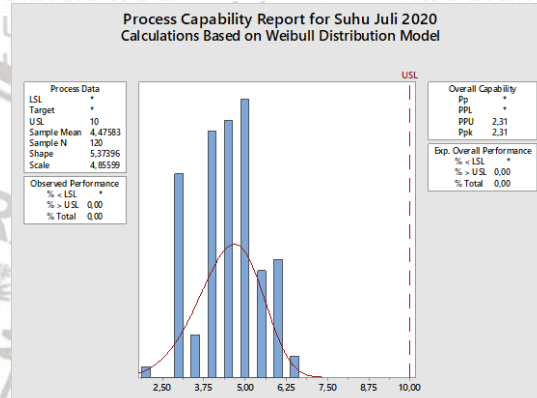 Process Capability Report for Suhu Juli 2020
Calculations Based on Weibull Distribution Model
Process Data
LSL *
Target *
USL 10
Sample Mean 4,47583
Sample N 120
Shape 5,37396
Scale 4,85599
Observed Performance
% < LSL *
% > USL 0,00
% Total 0,00
USL
Overall Capability
Pp *
PPL *
PPU 2,31
Ppk 2,31
Exp. Overall Performance
% < LSL *
% > USL 0,00
% Total 0,00
2,50 3,75 5,00 6,25 7,50 8,75 10,00